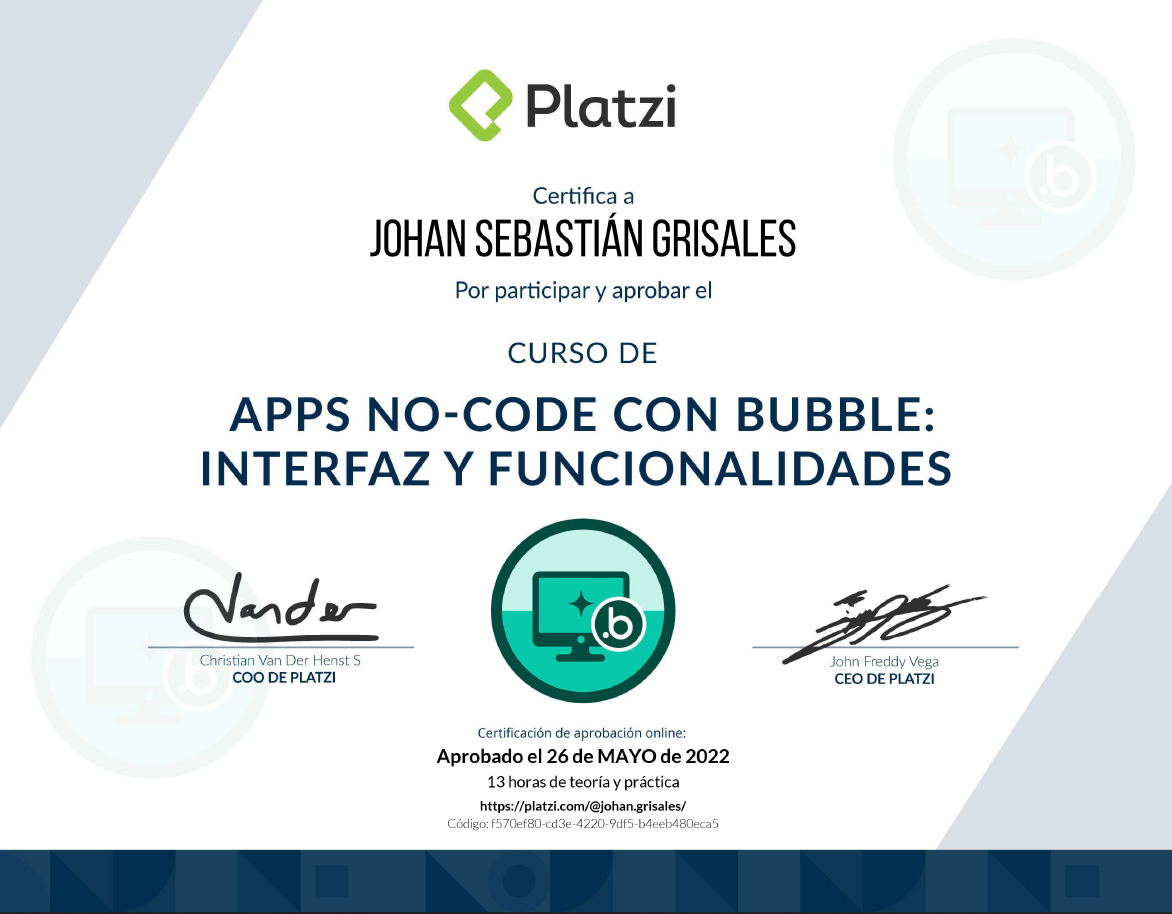 Platzi
Certifica a
JOHAN SEBASTIÁN GRISALES
Por participar y aprobar el
CURSO DE
APPS NO-CODE CON BUBBLE:
INTERFAZ Y FUNCIONALIDADES
.b
.b
Vander
.b
Christian Van Der Henst S
COO DE PLATZI
John Freddy Vega
CEO DE PLATZI
.b
Certificación de aprobación online:
Aprobado el 26 de MAYO de 2022
13 horas de teoría y práctica
https://platzi.com/@johan.grisales/
Código: f570ef80-cd3e-4220-9df5-b4eeb480eca5